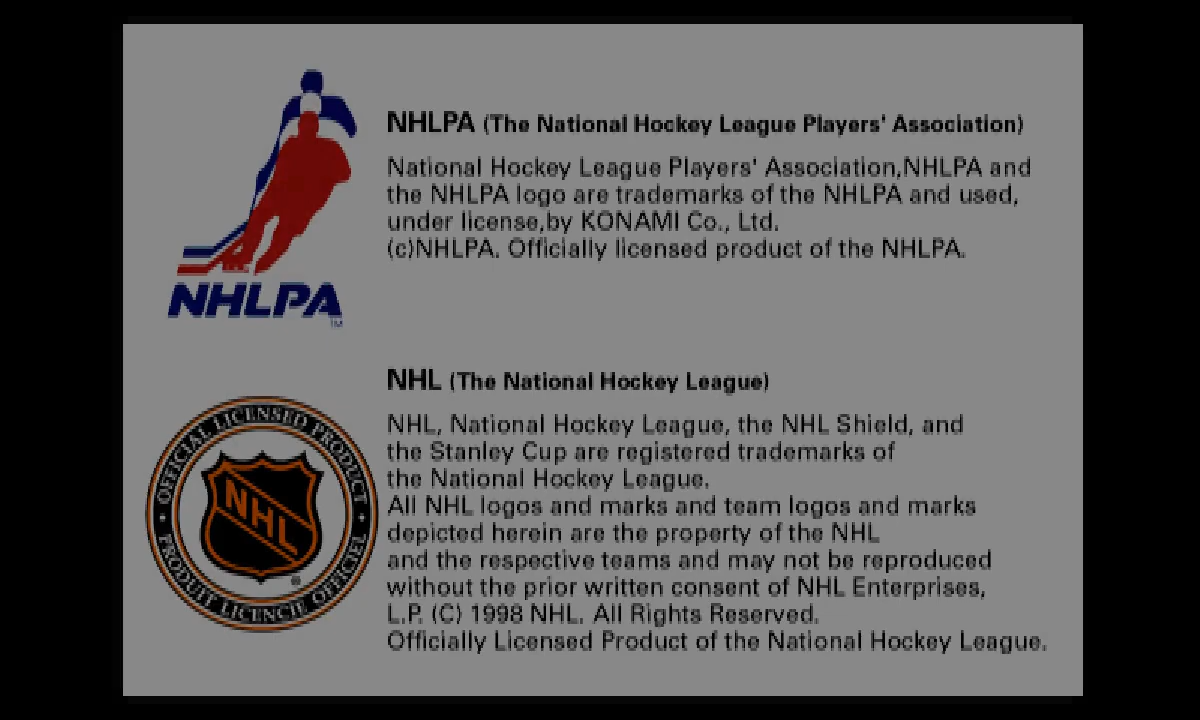 NHLPA (The National Hockey League Players' Association)
National Hockey League Players' Association,NHLPA and
the NHLPA logo are trademarks of the NHLPA and used,
under license,by KONAMI Co., Ltd.
(c)NHLPA. Officially licensed product of the NHLPA.
NHLPA
TM
NHL (The National Hockey League)
NHL, National Hockey League, the NHL Shield, and
the Stanley Cup are registered trademarks of
the National Hockey League.
All NHL logos and marks and team logos and marks
depicted herein are the property of the NHL
and the respective teams and may not be reproduced
without the prior written consent of NHL Enterprises,
L.P. (C) 1998 NHL. All Rights Reserved.
Officially Licensed Product of the National Hockey League.
OFFICIAL LICENSED PRODUCT
NHL
®
PRODUIT LICENCIE OFFICIEL